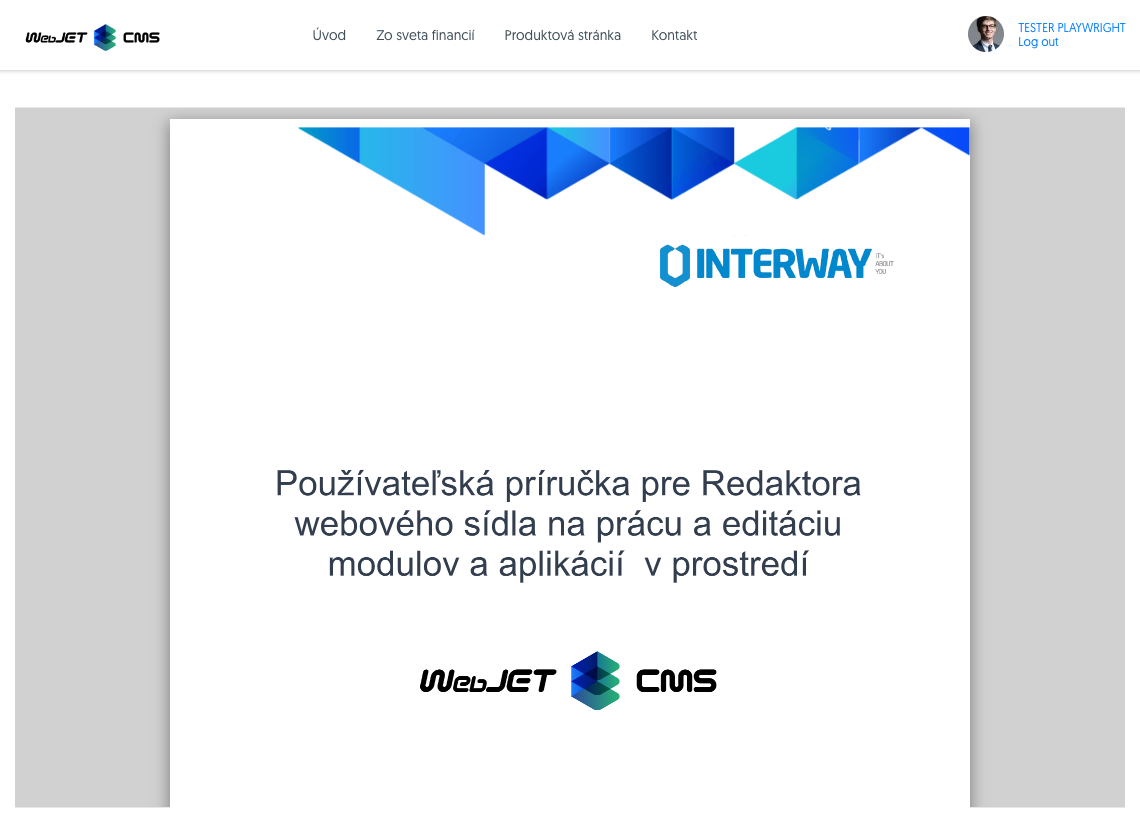 WebJET CMS
Úvod
Zo sveta financií
Produktová stránka
Kontakt
TESTER PLAYWRIGHT
Log out
INTERWAY
IT's
ABOUT
YOU
Používateľská príručka pre Redaktora
webového sídla na prácu a editáciu
modulov a aplikácií  v prostredí
WebJET CMS